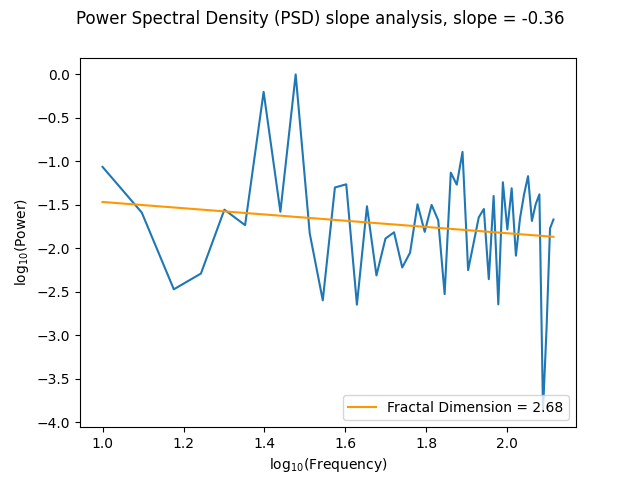 Power Spectral Density (PSD) slope analysis, slope = -0.36
0.0
−0.5
−1.0
−1.5
−2.0
−2.5
−3.0
−3.5
−4.0
log₁₀(Power)
Fractal Dimension = 2.68
1.0 1.2 1.4 1.6 1.8 2.0
log₁₀(Frequency)